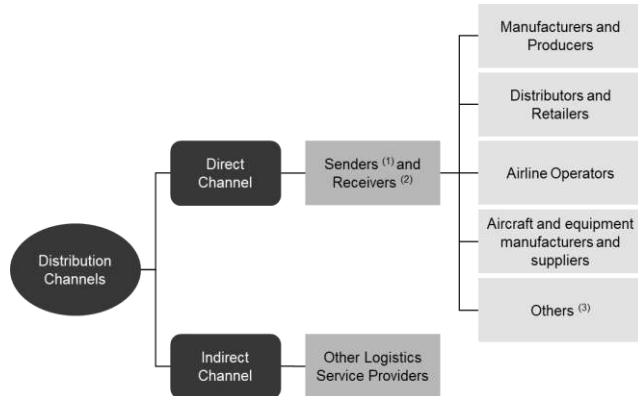 Manufacturers and
Producers
Distributors and
Retailers
Direct
Channel
Senders (1) and
Receivers (2)
Airline Operators
Aircraft and equipment
manufacturers and
suppliers
Distribution
Channels
Others (3)
Indirect
Channel
Other Logistics
Service Providers